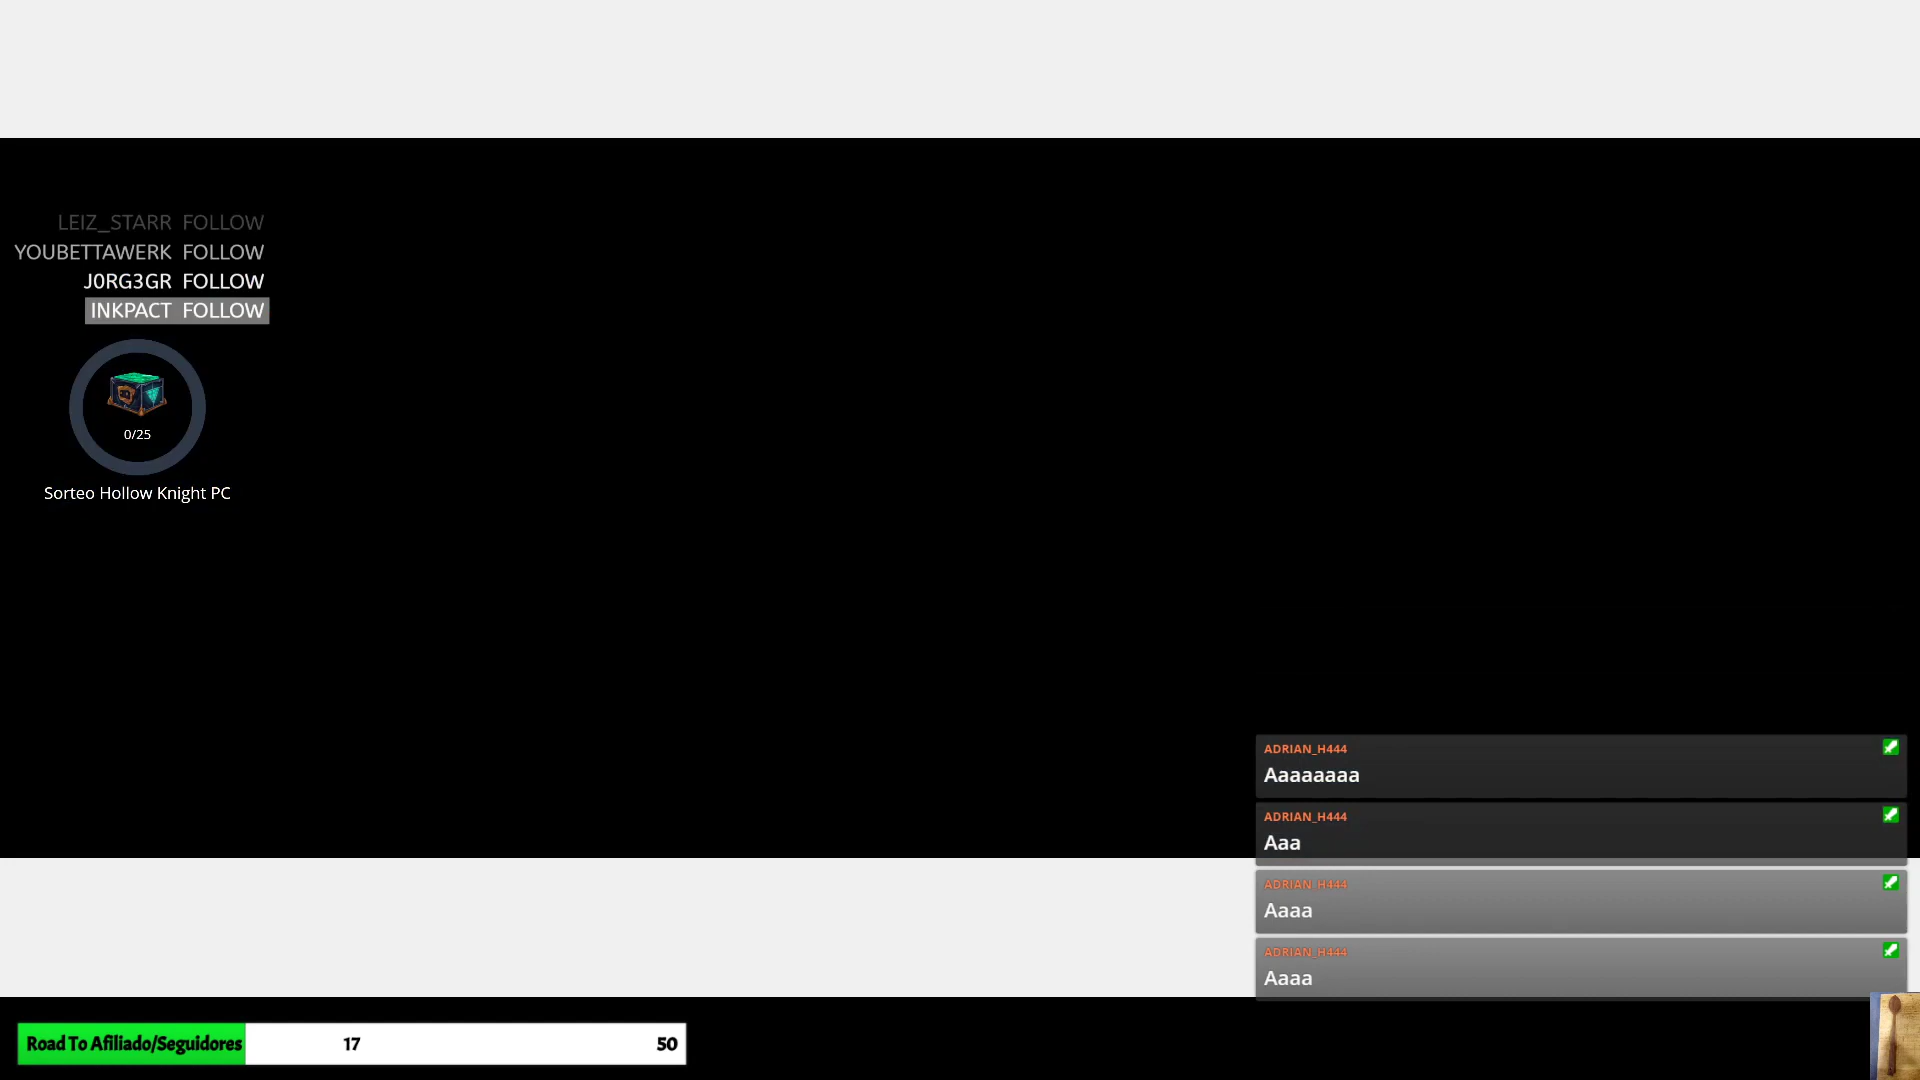 LEIZ_STARR FOLLOW
YOUBETTAWERK FOLLOW
J0RG3GR FOLLOW
INKPACT FOLLOW
0/25
Sorteo Hollow Knight PC
ADRIAN_H444
Aaaaaaaa
ADRIAN_H444
Aaa
ADRIAN_H444
Aaaa
ADRIAN_H444
Aaaa
Road To Afiliado/Seguidores 17 50